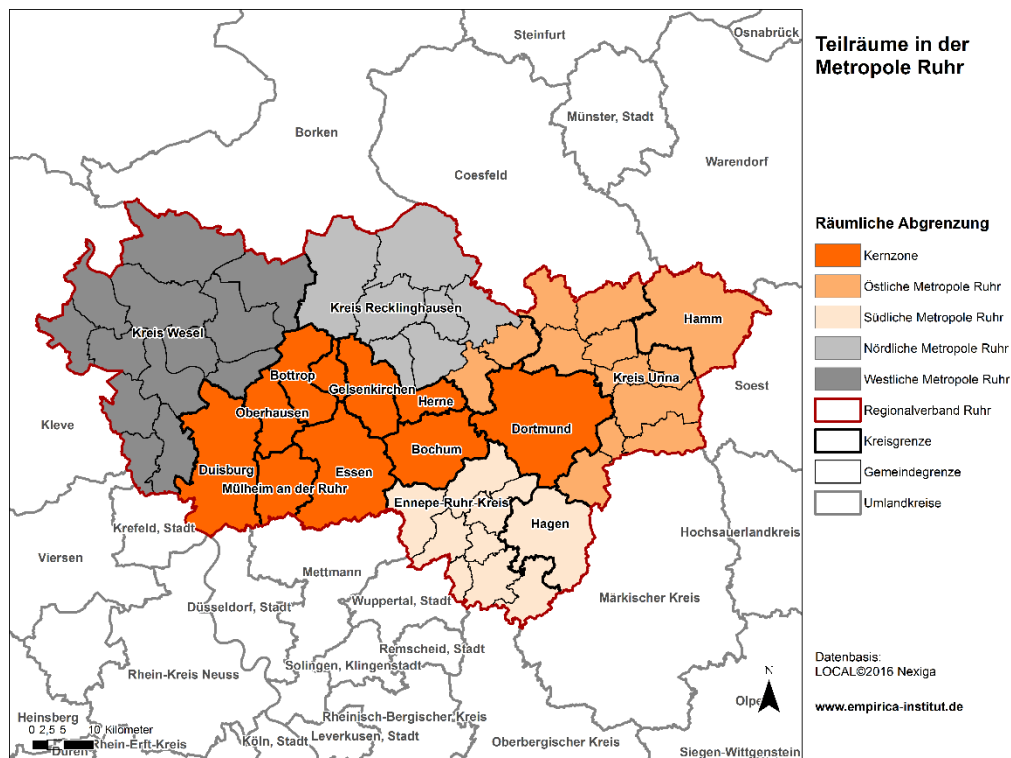 Teilräume in der
Metropole Ruhr
Steinfurt
Osnabrück
Münster, Stadt
Borken
Warendorf
Coesfeld
Kreis Recklinghausen
Hamm
Kreis Wesel
Kreis Unna
Soest
Bottrop
Gelsenkirchen
Herne
Oberhausen
Kleve
Dortmund
Bochum
Duisburg
Essen
Mülheim an der Ruhr
Ennepe-Ruhr-Kreis
Hagen
Krefeld, Stadt
Hochsauerlandkreis
Viersen
Mettmann
Düsseldorf, Stadt
Wuppertal, Stadt
Märkischer Kreis
Remscheid, Stadt
Solingen, Klingenstadt
Rhein-Kreis Neuss
Rheinisch-Bergischer Kreis
Heinsberg
Leverkusen, Stadt
Köln, Stadt
Rhein-Erft-Kreis
Düren
Oberbergischer Kreis
Olpe
Siegen-Wittgenstein
0 2,5 5 10 Kilometer
N
Räumliche Abgrenzung
Kernzone
Östliche Metropole Ruhr
Südliche Metropole Ruhr
Nördliche Metropole Ruhr
Westliche Metropole Ruhr
Regionalverband Ruhr
Kreisgrenze
Gemeindegrenze
Umlandkreise
Datenbasis:
LOCAL©2016 Nexiga
www.empirica-institut.de